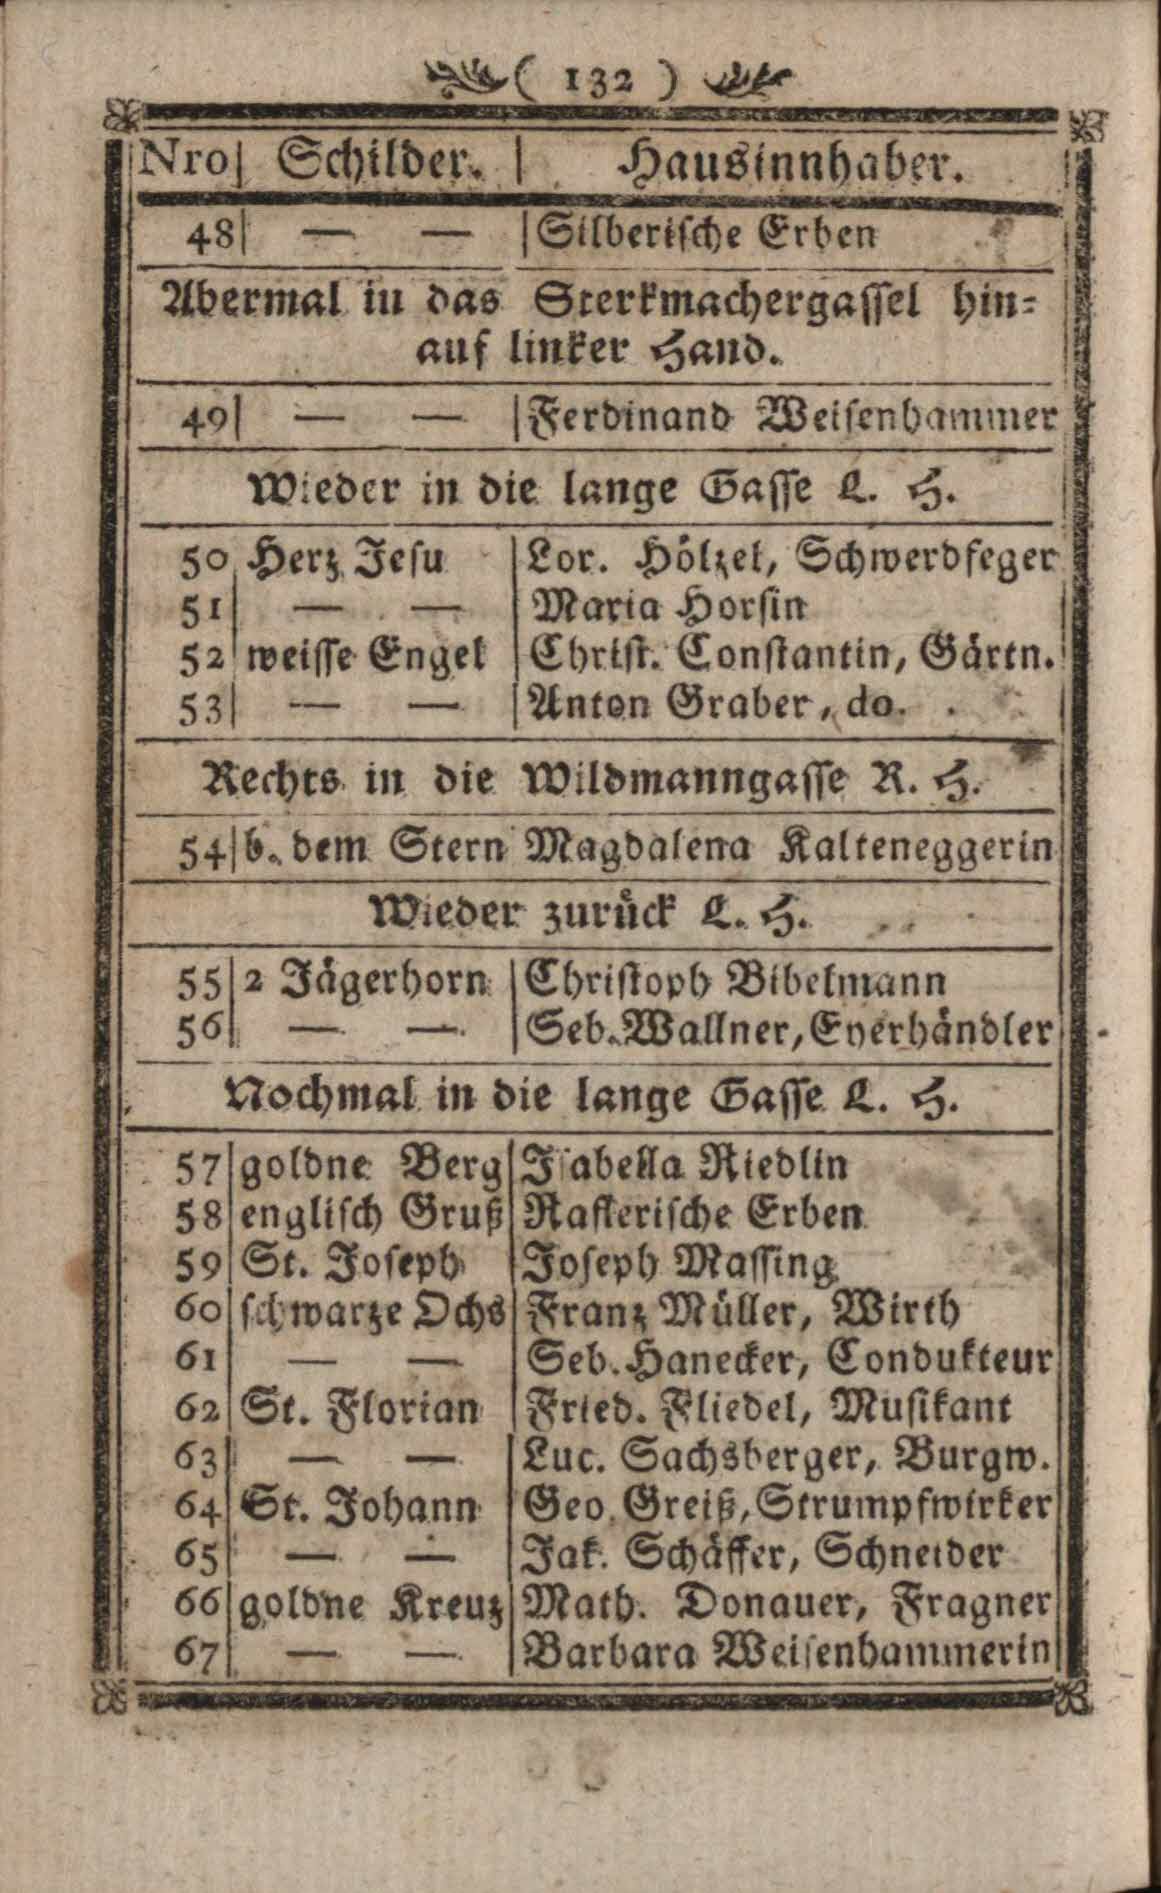 ( 132 )
Nro | Schilder. | Hausinnhaber.
48 | — — | Silberische Erben
Abermal in das Sterkmachergassel hin=
auf linker Hand.
49 | — — | Ferdinand Weisenhammer
Wieder in die lange Gasse L. H.
50 | Herz Jesu | Lor. Hölzel, Schwerdfeger
51 | — — | Maria Horsin
52 | weisse Engel | Christ. Constantin, Gärtn.
53 | — — | Anton Graber, do.
Rechts in die Wildmanngasse R. H.
54 | b. dem Stern | Magdalena Kalteneggerin
Wieder zurück L. H.
55 | 2 Jägerhorn | Christoph Bibelmann
56 | — — | Seb. Wallner, Eyerhändler
Nochmal in die lange Gasse L. H.
57 | goldne Berg | Isabella Riedlin
58 | englisch Gruß | Raflerische Erben
59 | St. Joseph | Joseph Massing
60 | schwarze Ochs | Franz Müller, Wirth
61 | — — | Seb. Hanecker, Condukteur
62 | St. Florian | Fried. Fliedel, Musikant
63 | — — | Luc. Sachsberger, Burgw.
64 | St. Johann | Geo. Greiß, Strumpfwirker
65 | — — | Jak. Schäffer, Schneider
66 | goldne Kreuz | Math. Donauer, Fragner
67 | — — | Barbara Weisenhammerin